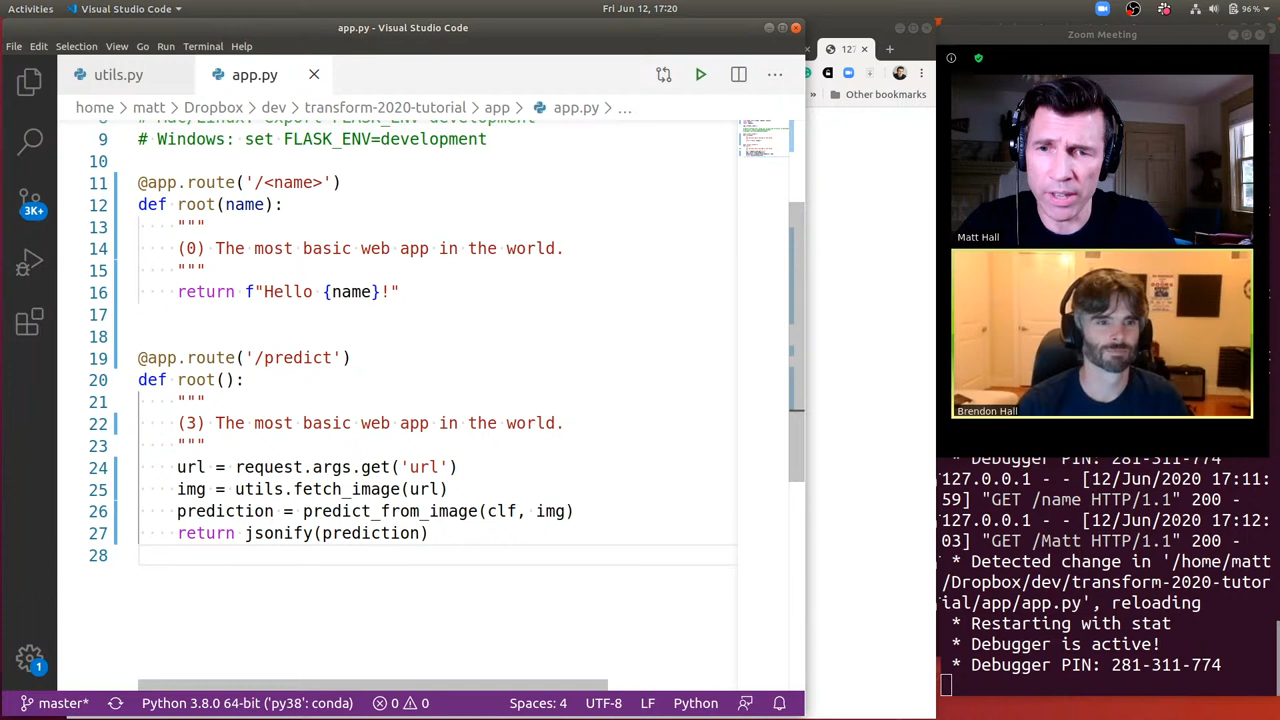 Activities
Visual Studio Code
Fri Jun 12, 17:20
96%
app.py - Visual Studio Code
File Edit Selection View Go Run Terminal Help
utils.py
app.py
home > matt > Dropbox > dev > transform-2020-tutorial > app > app.py > ...
9 # Windows: set FLASK_ENV=development
10
11 @app.route('/<name>')
12 def root(name):
13 """
14 (0) The most basic web app in the world.
15 """
16 return f"Hello {name}!"
17
18
19 @app.route('/predict')
20 def root():
21 """
22 (3) The most basic web app in the world.
23 """
24 url = request.args.get('url')
25 img = utils.fetch_image(url)
26 prediction = predict_from_image(clf, img)
27 return jsonify(prediction)
28
3K+
1
master*
Python 3.8.0 64-bit ('py38': conda)
0 0
Spaces: 4
UTF-8
LF
Python
127
» Other bookmarks
Zoom Meeting
Matt Hall
Brendon Hall
* Debugger PIN: 281-311-774
127.0.0.1 - - [12/Jun/2020 17:11:
59] "GET /name HTTP/1.1" 200 -
127.0.0.1 - - [12/Jun/2020 17:12:
03] "GET /Matt HTTP/1.1" 200 -
* Detected change in '/home/matt
/Dropbox/dev/transform-2020-tutor
ial/app/app.py', reloading
* Restarting with stat
* Debugger is active!
* Debugger PIN: 281-311-774